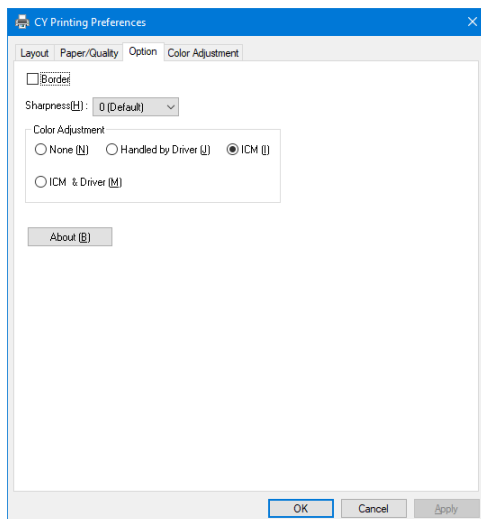 CY Printing Preferences
Layout Paper/Quality Option Color Adjustment
Border
Sharpness(H) : 0 (Default)
Color Adjustment
None (N) Handled by Driver (J) ICM (I)
ICM & Driver (M)
About (B)
OK Cancel Apply